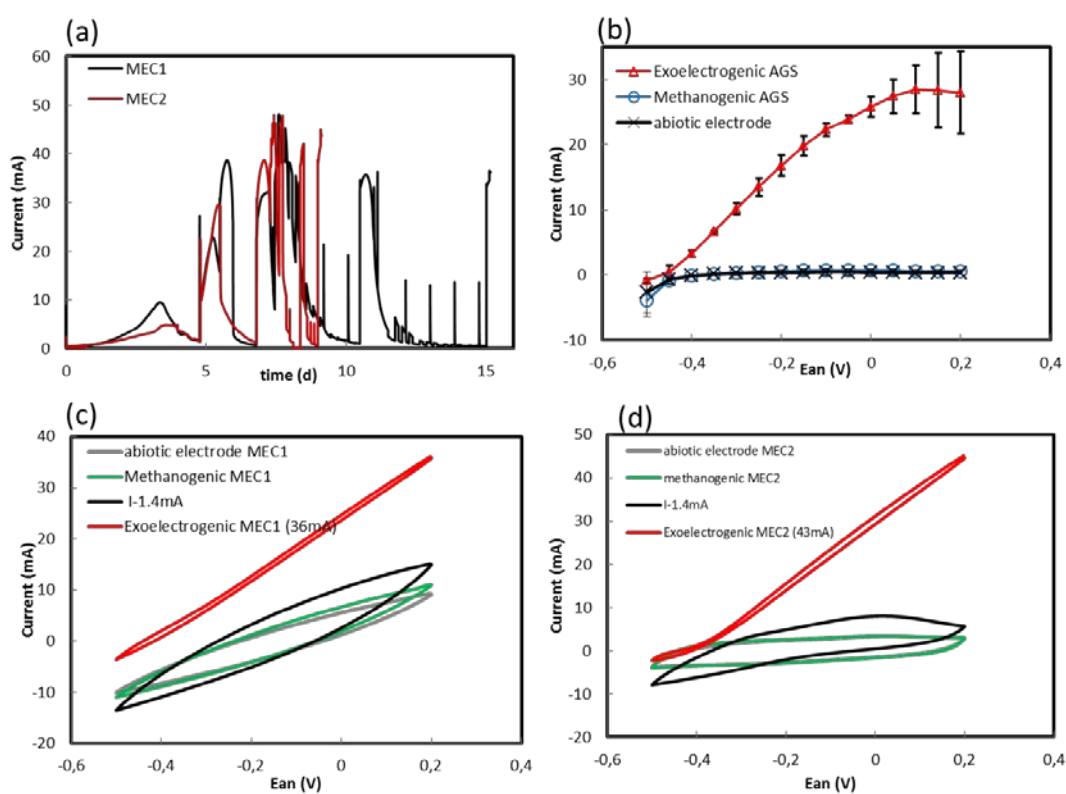 (a)
60
50
40
30
20
10
0
Current (mA)
MEC1
MEC2
0
5
10
15
time (d)
(b)
30
20
10
0
-10
Current (mA)
Exoelectrogenic AGS
Methanogenic AGS
abiotic electrode
-0,6
-0,4
-0,2
0
0,2
0,4
Ean (V)
(c)
40
30
20
10
0
-10
-20
Current (mA)
abiotic electrode MEC1
Methanogenic MEC1
I-1.4mA
Exoelectrogenic MEC1 (36mA)
-0,6
-0,4
-0,2
0
0,2
0,4
Ean (V)
(d)
50
40
30
20
10
0
-10
-20
Current (mA)
abiotic electrode MEC2
methanogenic MEC2
I-1.4mA
Exoelectrogenic MEC2 (43mA)
-0,6
-0,4
-0,2
0
0,2
0,4
Ean (V)